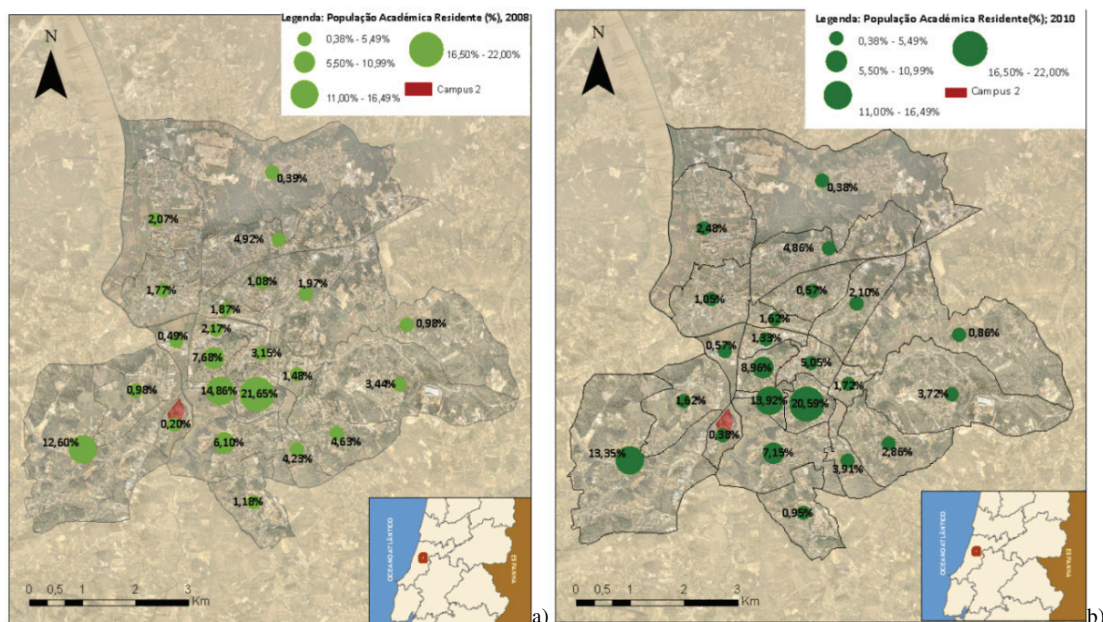 Legenda: População Académica Residente (%), 2008
0,38% - 5,49%
5,50% - 10,99%
11,00% - 16,49%
16,50% - 22,00%
Campus 2
N
0,39%
2,07%
4,92%
1,08%
1,97%
1,77%
1,87%
2,17%
0,98%
0,49%
7,68%
3,15%
1,48%
3,44%
0,98%
14,86%
21,65%
0,20%
12,60%
6,10%
4,63%
4,23%
1,18%
OCEANO ATLÂNTICO
ESPANHA
0 0,5 1 2 3
Km
a)
Legenda: População Académica Residente(%); 2010
0,38% - 5,49%
5,50% - 10,99%
11,00% - 16,49%
16,50% - 22,00%
Campus 2
N
0,38%
2,48%
4,86%
0,57%
2,10%
1,05%
1,62%
1,33%
0,86%
0,57%
8,96%
5,05%
1,72%
3,72%
1,62%
13,92%
20,59%
0,38%
13,35%
7,15%
2,86%
3,91%
0,95%
OCEANO ATLÂNTICO
ESPANHA
0 0,5 1 2 3
Km
b)